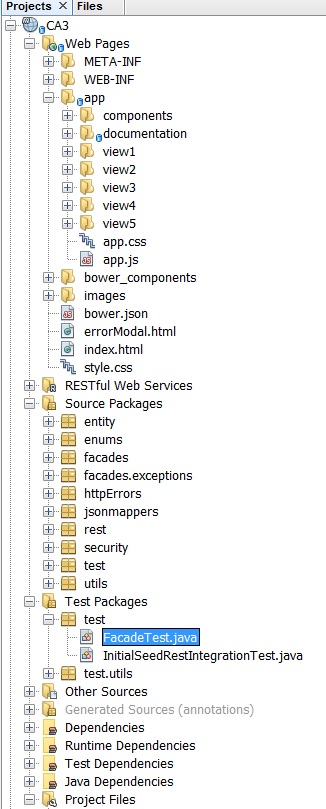 Projects X Files
CA3
Web Pages
META-INF
WEB-INF
app
components
documentation
view1
view2
view3
view4
view5
app.css
app.js
bower_components
images
bower.json
errorModal.html
index.html
style.css
RESTful Web Services
Source Packages
entity
enums
facades
facades.exceptions
httpErrors
jsonmappers
rest
security
test
utils
Test Packages
test
FacadeTest.java
InitialSeedRestIntegrationTest.java
test.utils
Other Sources
Generated Sources (annotations)
Dependencies
Runtime Dependencies
Test Dependencies
Java Dependencies
Project Files